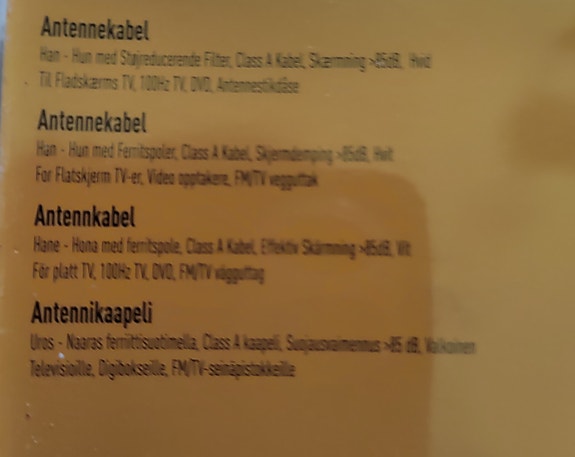 Antennekabel
Han - Hun med Støjreducerende Filter, Class A Kabel, Skærmning >85dB, Hvid
Til Fladskærms TV, 100Hz TV, DVD, Antennestikdåse
Antennekabel
Han - Hun med Ferritspoler, Class A Kabel, Skjermdemping >85dB, Hvit
For Flatskjerm TV-er, Video opptakere, FM/TV vegguttak
Antennkabel
Hane - Hona med ferritspole, Class A Kabel, Effektiv Skärmning >85dB, Vit
För platt TV, 100Hz TV, DVD, FM/TV vägguttag
Antennikaapeli
Uros - Naaras ferriittisuotimella, Class A kaapeli, Suojausvaimennus >85 dB, Valkoinen
Televisioille, Digibokseille, FM/TV-seinäpistokkeille